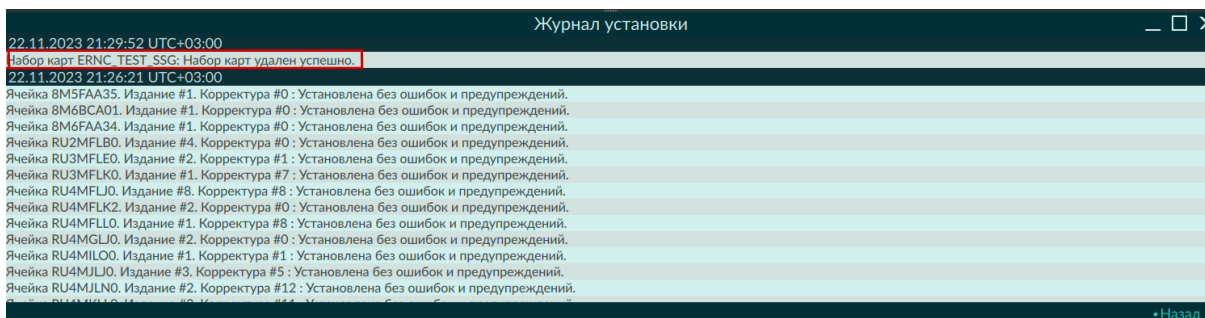 Журнал установки
22.11.2023 21:29:52 UTC+03:00
Набор карт ERNC_TEST_SSG: Набор карт удален успешно.
22.11.2023 21:26:21 UTC+03:00
Ячейка 8M5FAA35. Издание #1. Корректура #0 : Установлена без ошибок и предупреждений.
Ячейка 8M6BCA01. Издание #1. Корректура #0 : Установлена без ошибок и предупреждений.
Ячейка 8M6FAA34. Издание #1. Корректура #0 : Установлена без ошибок и предупреждений.
Ячейка RU2MFLB0. Издание #4. Корректура #0 : Установлена без ошибок и предупреждений.
Ячейка RU3MFLE0. Издание #2. Корректура #1 : Установлена без ошибок и предупреждений.
Ячейка RU3MFLK0. Издание #1. Корректура #7 : Установлена без ошибок и предупреждений.
Ячейка RU4MFLJ0. Издание #8. Корректура #8 : Установлена без ошибок и предупреждений.
Ячейка RU4MFLK2. Издание #2. Корректура #0 : Установлена без ошибок и предупреждений.
Ячейка RU4MFLL0. Издание #1. Корректура #8 : Установлена без ошибок и предупреждений.
Ячейка RU4MGLJ0. Издание #2. Корректура #0 : Установлена без ошибок и предупреждений.
Ячейка RU4MILO0. Издание #1. Корректура #1 : Установлена без ошибок и предупреждений.
Ячейка RU4MJLJ0. Издание #3. Корректура #5 : Установлена без ошибок и предупреждений.
Ячейка RU4MJLN0. Издание #2. Корректура #12 : Установлена без ошибок и предупреждений.
•Назад